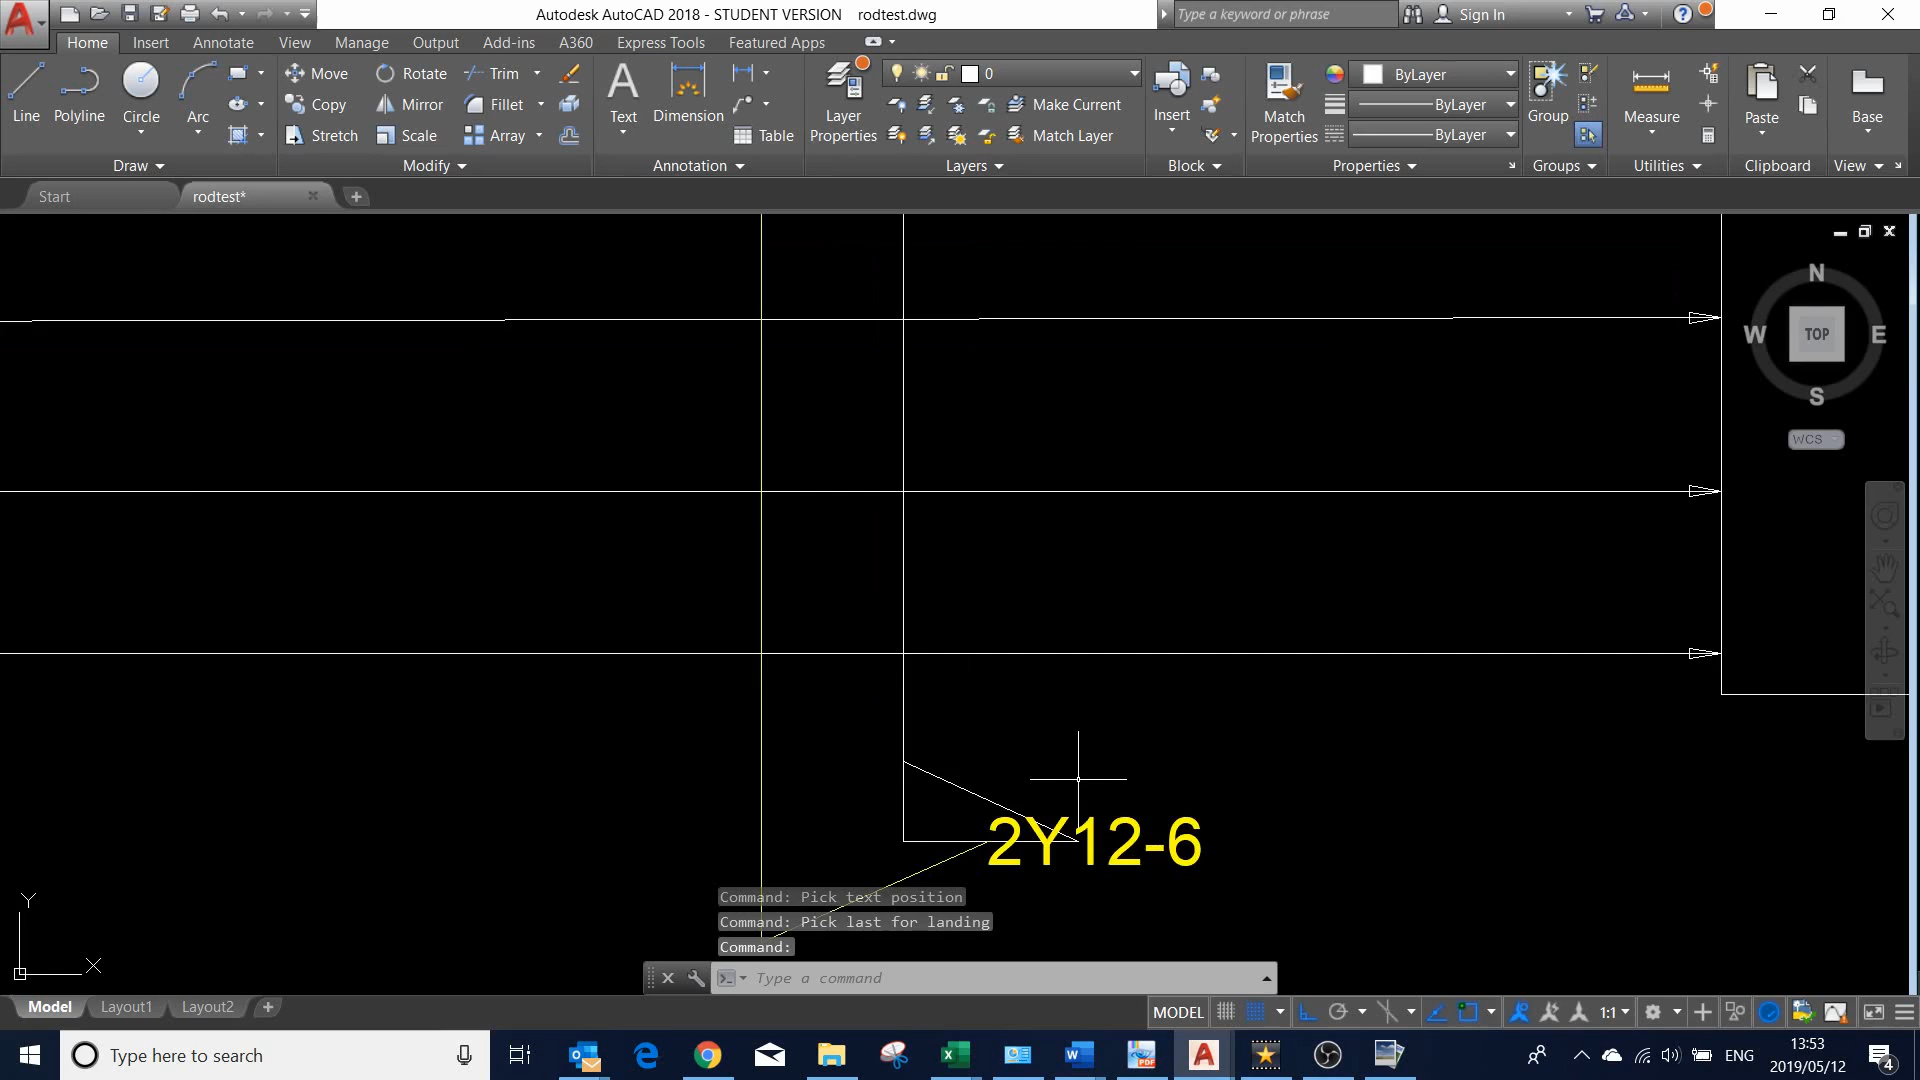 Autodesk AutoCAD 2018 - STUDENT VERSION rodtest.dwg
Type a keyword or phrase
Sign In
Home Insert Annotate View Manage Output Add-ins A360 Express Tools Featured Apps
Line Polyline Circle Arc
Move Rotate Trim
Copy Mirror Fillet
Stretch Scale Array
Text Dimension Table
Layer Properties
0
Make Current
Match Layer
Insert
Match Properties
ByLayer
ByLayer
ByLayer
Group
Measure
Paste
Base
Draw Modify Annotation Layers Block Properties Groups Utilities Clipboard View
Start rodtest*
N
W TOP E
S
WCS
2Y12-6
Command: Pick text position
Command: Pick last for landing
Command:
Y
X
Type a command
Model Layout1 Layout2
MODEL 1:1
Type here to search
ENG
13:53
2019/05/12
4